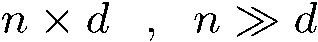 n × d , n ≫ d